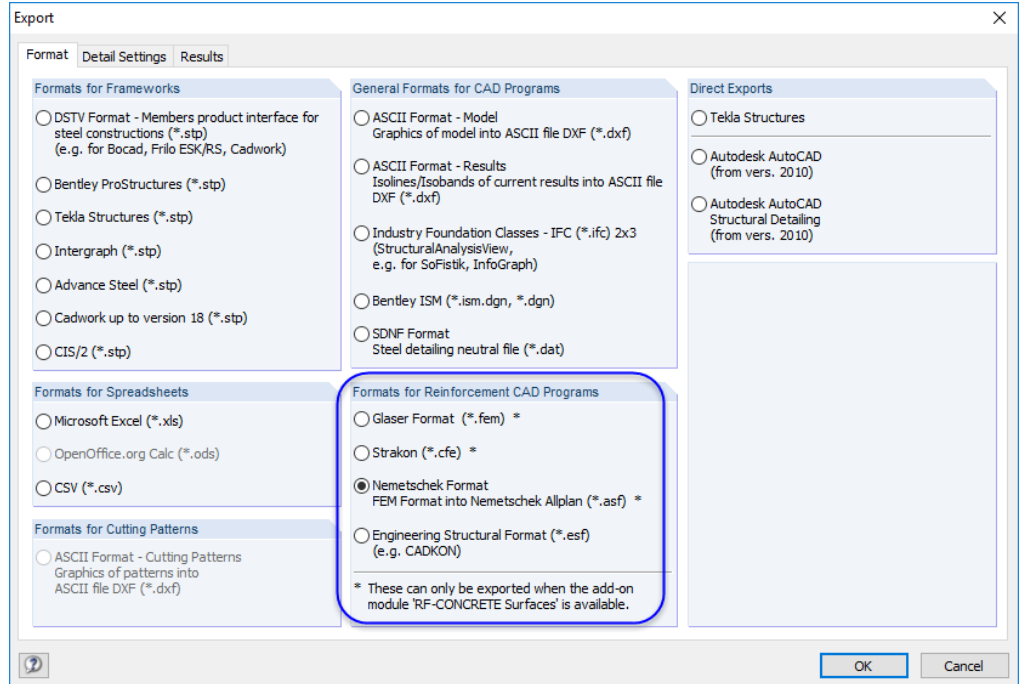 Export
Format
Detail Settings
Results
Formats for Frameworks
DSTV Format - Members product interface for
steel constructions (*.stp)
(e.g. for Bocad, Frilo ESK/RS, Cadwork)
Bentley ProStructures (*.stp)
Tekla Structures (*.stp)
Intergraph (*.stp)
Advance Steel (*.stp)
Cadwork up to version 18 (*.stp)
CIS/2 (*.stp)
Formats for Spreadsheets
Microsoft Excel (*.xls)
OpenOffice.org Calc (*.ods)
CSV (*.csv)
Formats for Cutting Patterns
ASCII Format - Cutting Patterns
Graphics of patterns into
ASCII file DXF (*.dxf)
General Formats for CAD Programs
ASCII Format - Model
Graphics of model into ASCII file DXF (*.dxf)
ASCII Format - Results
Isolines/Isobands of current results into ASCII file
DXF (*.dxf)
Industry Foundation Classes - IFC (*.ifc) 2x3
(StructuralAnalysisView,
e.g. for SoFistik, InfoGraph)
Bentley ISM (*.ism.dgn, *.dgn)
SDNF Format
Steel detailing neutral file (*.dat)
Formats for Reinforcement CAD Programs
Glaser Format (*.fem) *
Strakon (*.cfe) *
Nemetschek Format
FEM Format into Nemetschek Allplan (*.asf) *
Engineering Structural Format (*.esf)
(e.g. CADKON)
* These can only be exported when the add-on
module 'RF-CONCRETE Surfaces' is available.
Direct Exports
Tekla Structures
Autodesk AutoCAD
(from vers. 2010)
Autodesk AutoCAD
Structural Detailing
(from vers. 2010)
OK
Cancel